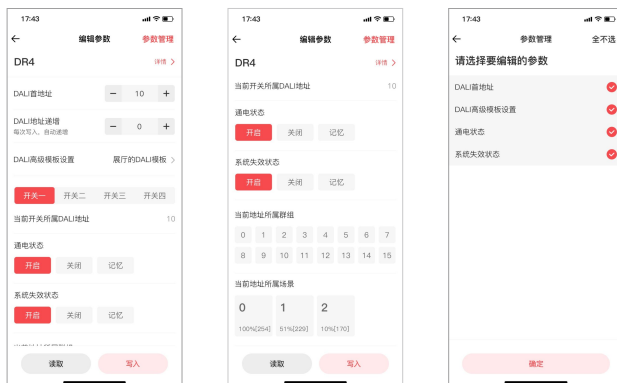 17:43
编辑参数
参数管理
DR4
详情
DALI首地址
10
DALI地址递增
每次写入,自动递增
0
DALI高级模板设置
展厅的DALI模板
开关一
开关二
开关三
开关四
当前开关所属DALI地址
10
通电状态
开启
关闭
记忆
系统失效状态
开启
关闭
记忆
读取
写入
17:43
编辑参数
参数管理
DR4
详情
当前开关所属DALI地址
10
通电状态
开启
关闭
记忆
系统失效状态
开启
关闭
记忆
当前地址所属群组
0 1 2 3 4 5 6 7
8 9 10 11 12 13 14 15
当前地址所属场景
0 1 2
100%[254] 51%[229] 10%[170]
读取
写入
17:43
参数管理
全不选
请选择要编辑的参数
DALI首地址
DALI高级模板设置
通电状态
系统失效状态
确定